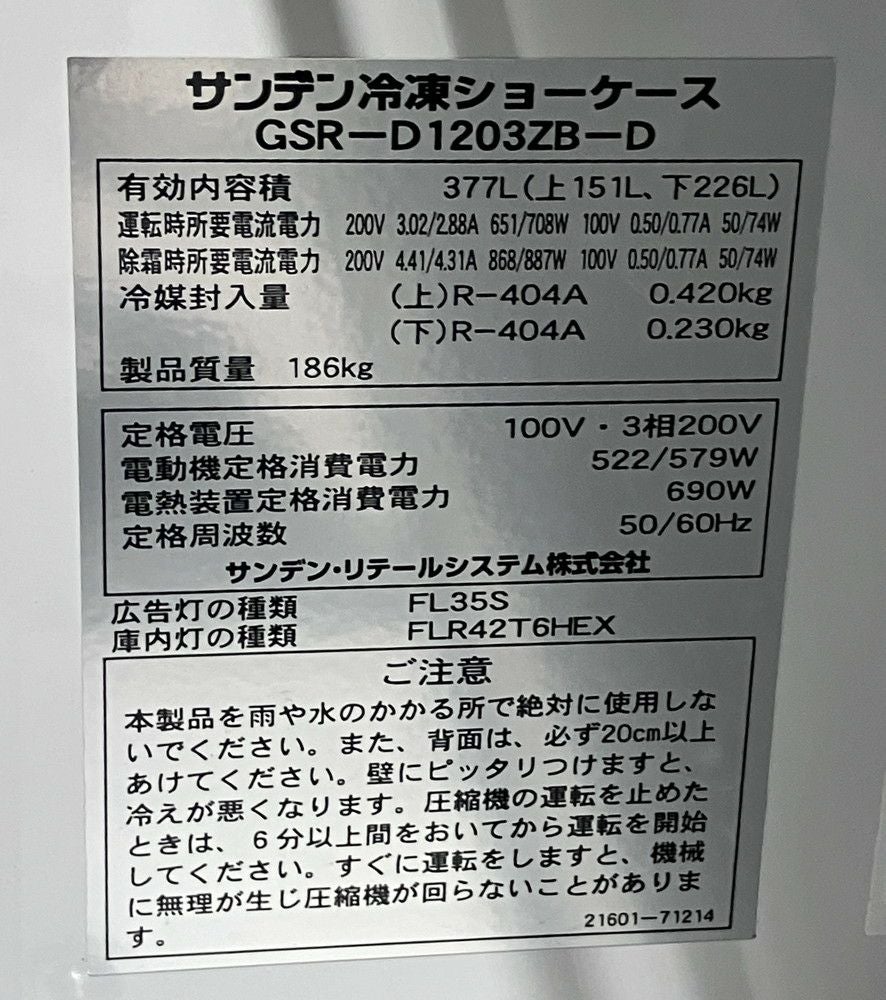 サンデン冷凍ショーケース
GSR－D1203ZB－D
有効内容積 377L(上151L、下226L)
運転時所要電流電力 200V 3.02/2.88A 651/708W 100V 0.50/0.77A 50/74W
除霜時所要電流電力 200V 4.41/4.31A 868/887W 100V 0.50/0.77A 50/74W
冷媒封入量 (上)R－404A 0.420kg
(下)R－404A 0.230kg
製品質量 186kg
定格電圧 100V・3相200V
電動機定格消費電力 522/579W
電熱装置定格消費電力 690W
定格周波数 50/60Hz
サンデン・リテールシステム株式会社
広告灯の種類 FL35S
庫内灯の種類 FLR42T6HEX
ご注意
本製品を雨や水のかかる所で絶対に使用しな
いでください。また、背面は、必ず20cm以上
あけてください。壁にピッタリつけますと、
冷えが悪くなります。圧縮機の運転を止めた
ときは、6分以上間をおいてから運転を開始
してください。すぐに運転をしますと、機械
に無理が生じ圧縮機が回らないことがありま
す。
21601－71214